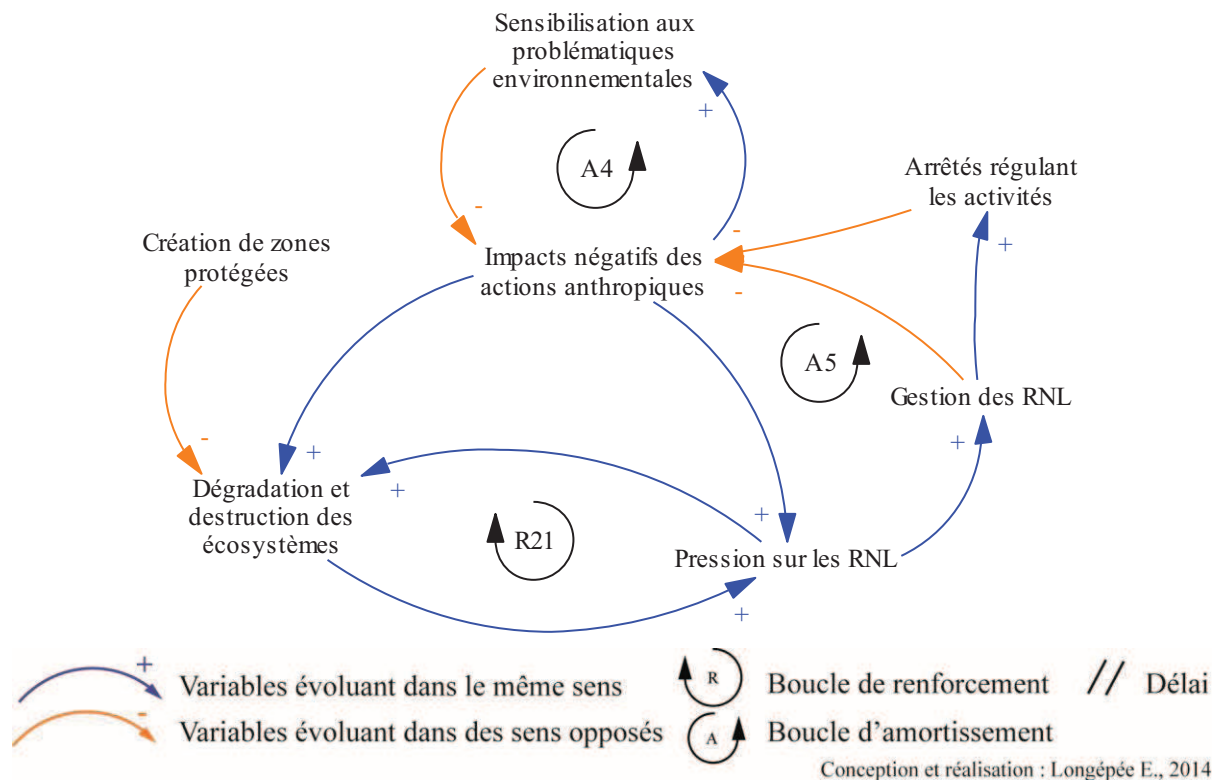 Sensibilisation aux
problématiques
environnementales
+
A4
-
Arrêtés régulant
les activités
-
+
Création de zones
protégées
Impacts négatifs des
actions anthropiques
-
A5
Gestion des RNL
-
+
+
+
Dégradation et
destruction des
écosystèmes
R21
+
Pression sur les RNL
+
+
Variables évoluant dans le même sens
R
Boucle de renforcement
// Délai
-
Variables évoluant dans des sens opposés
A
Boucle d'amortissement
Conception et réalisation : Longépée E., 2014